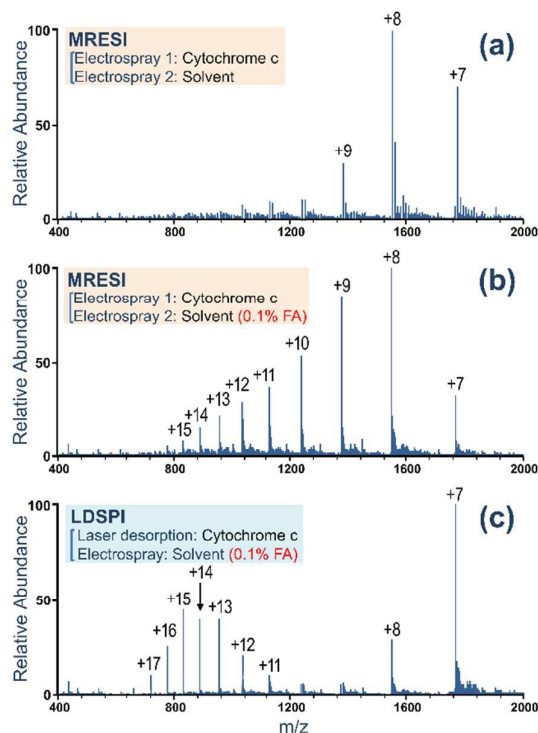 MRESI
Electrospray 1: Cytochrome c
Electrospray 2: Solvent
(a)
Relative Abundance
100
50
0
+9
+8
+7
400
800
1200
1600
2000
MRESI
Electrospray 1: Cytochrome c
Electrospray 2: Solvent (0.1% FA)
(b)
Relative Abundance
100
50
0
+15
+14
+13
+12
+11
+10
+9
+8
+7
400
800
1200
1600
2000
LDSPI
Laser desorption: Cytochrome c
Electrospray: Solvent (0.1% FA)
(c)
Relative Abundance
100
50
0
+17
+16
+15
+14
+13
+12
+11
+8
+7
400
800
1200
1600
2000
m/z